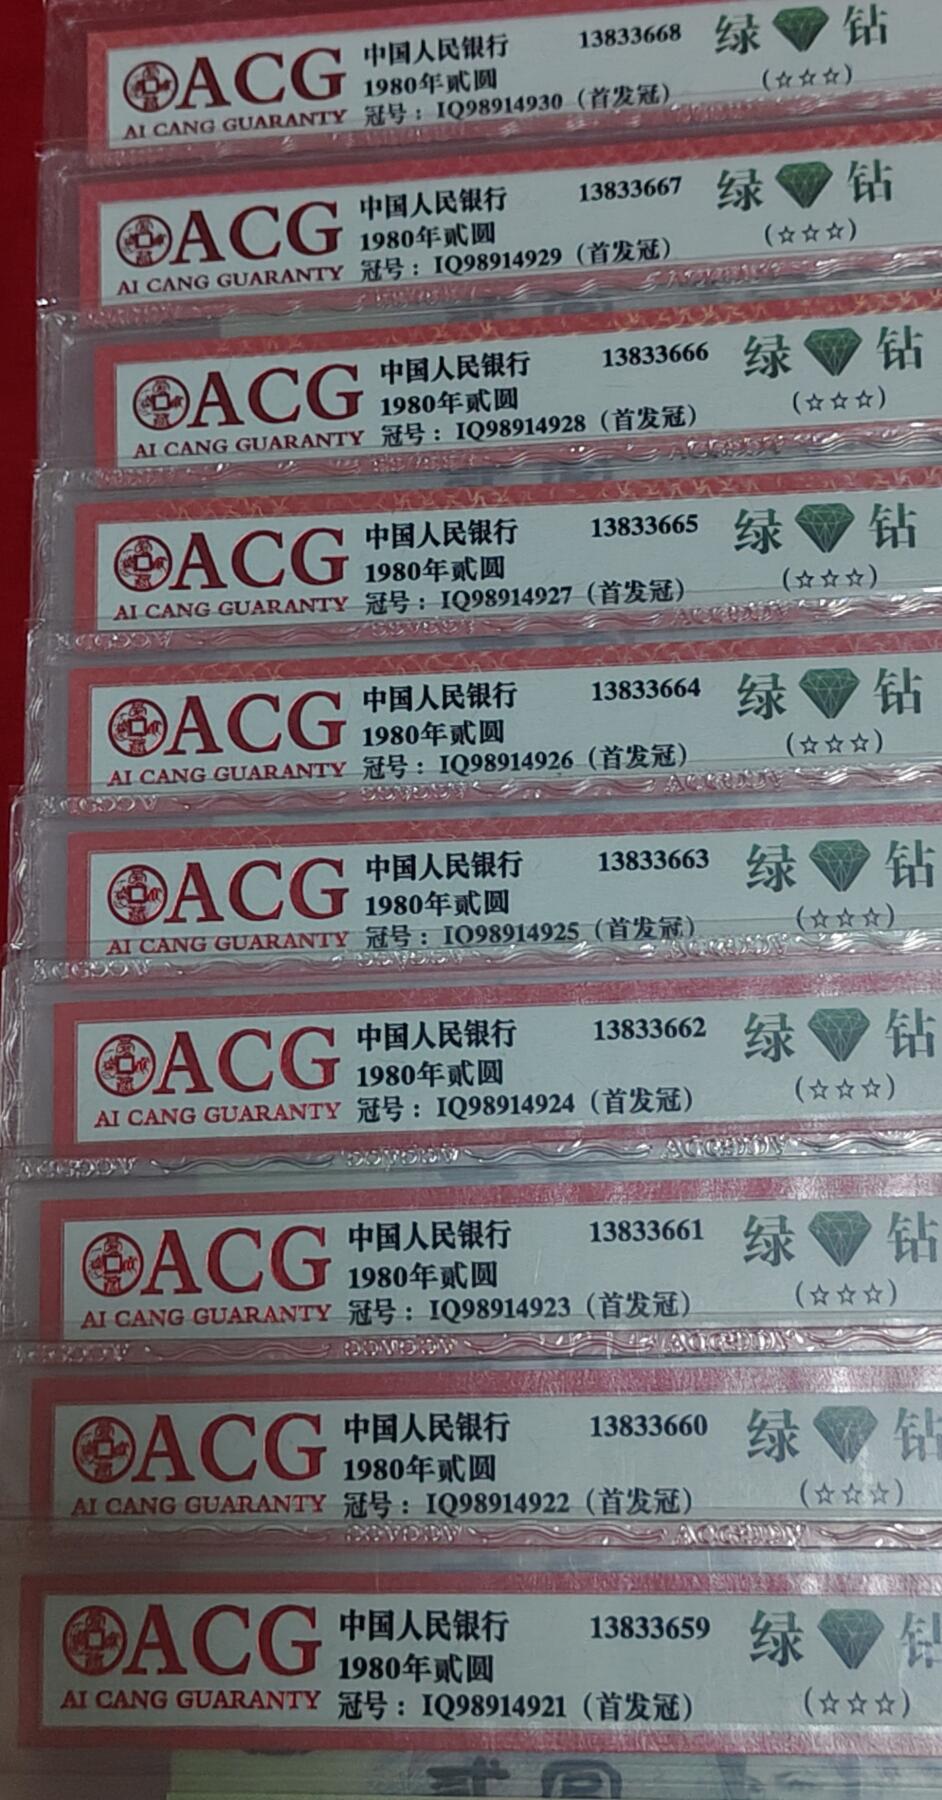 ACG 中国人民银行 13833668 绿 钻
1980年贰圆 (☆☆☆)
AI CANG GUARANTY 冠号：IQ98914930（首发冠）
ACG 中国人民银行 13833667 绿 钻
1980年贰圆 (☆☆☆)
AI CANG GUARANTY 冠号：IQ98914929（首发冠）
ACG 中国人民银行 13833666 绿 钻
1980年贰圆 (☆☆☆)
AI CANG GUARANTY 冠号：IQ98914928（首发冠）
ACG 中国人民银行 13833665 绿 钻
1980年贰圆 (☆☆☆)
AI CANG GUARANTY 冠号：IQ98914927（首发冠）
ACG 中国人民银行 13833664 绿 钻
1980年贰圆 (☆☆☆)
AI CANG GUARANTY 冠号：IQ98914926（首发冠）
ACG 中国人民银行 13833663 绿 钻
1980年贰圆 (☆☆☆)
AI CANG GUARANTY 冠号：IQ98914925（首发冠）
ACG 中国人民银行 13833662 绿 钻
1980年贰圆 (☆☆☆)
AI CANG GUARANTY 冠号：IQ98914924（首发冠）
ACG 中国人民银行 13833661 绿 钻
1980年贰圆 (☆☆☆)
AI CANG GUARANTY 冠号：IQ98914923（首发冠）
ACG 中国人民银行 13833660 绿 钻
1980年贰圆 (☆☆☆)
AI CANG GUARANTY 冠号：IQ98914922（首发冠）
ACG 中国人民银行 13833659 绿 钻
1980年贰圆 (☆☆☆)
AI CANG GUARANTY 冠号：IQ98914921（首发冠）
贰圆